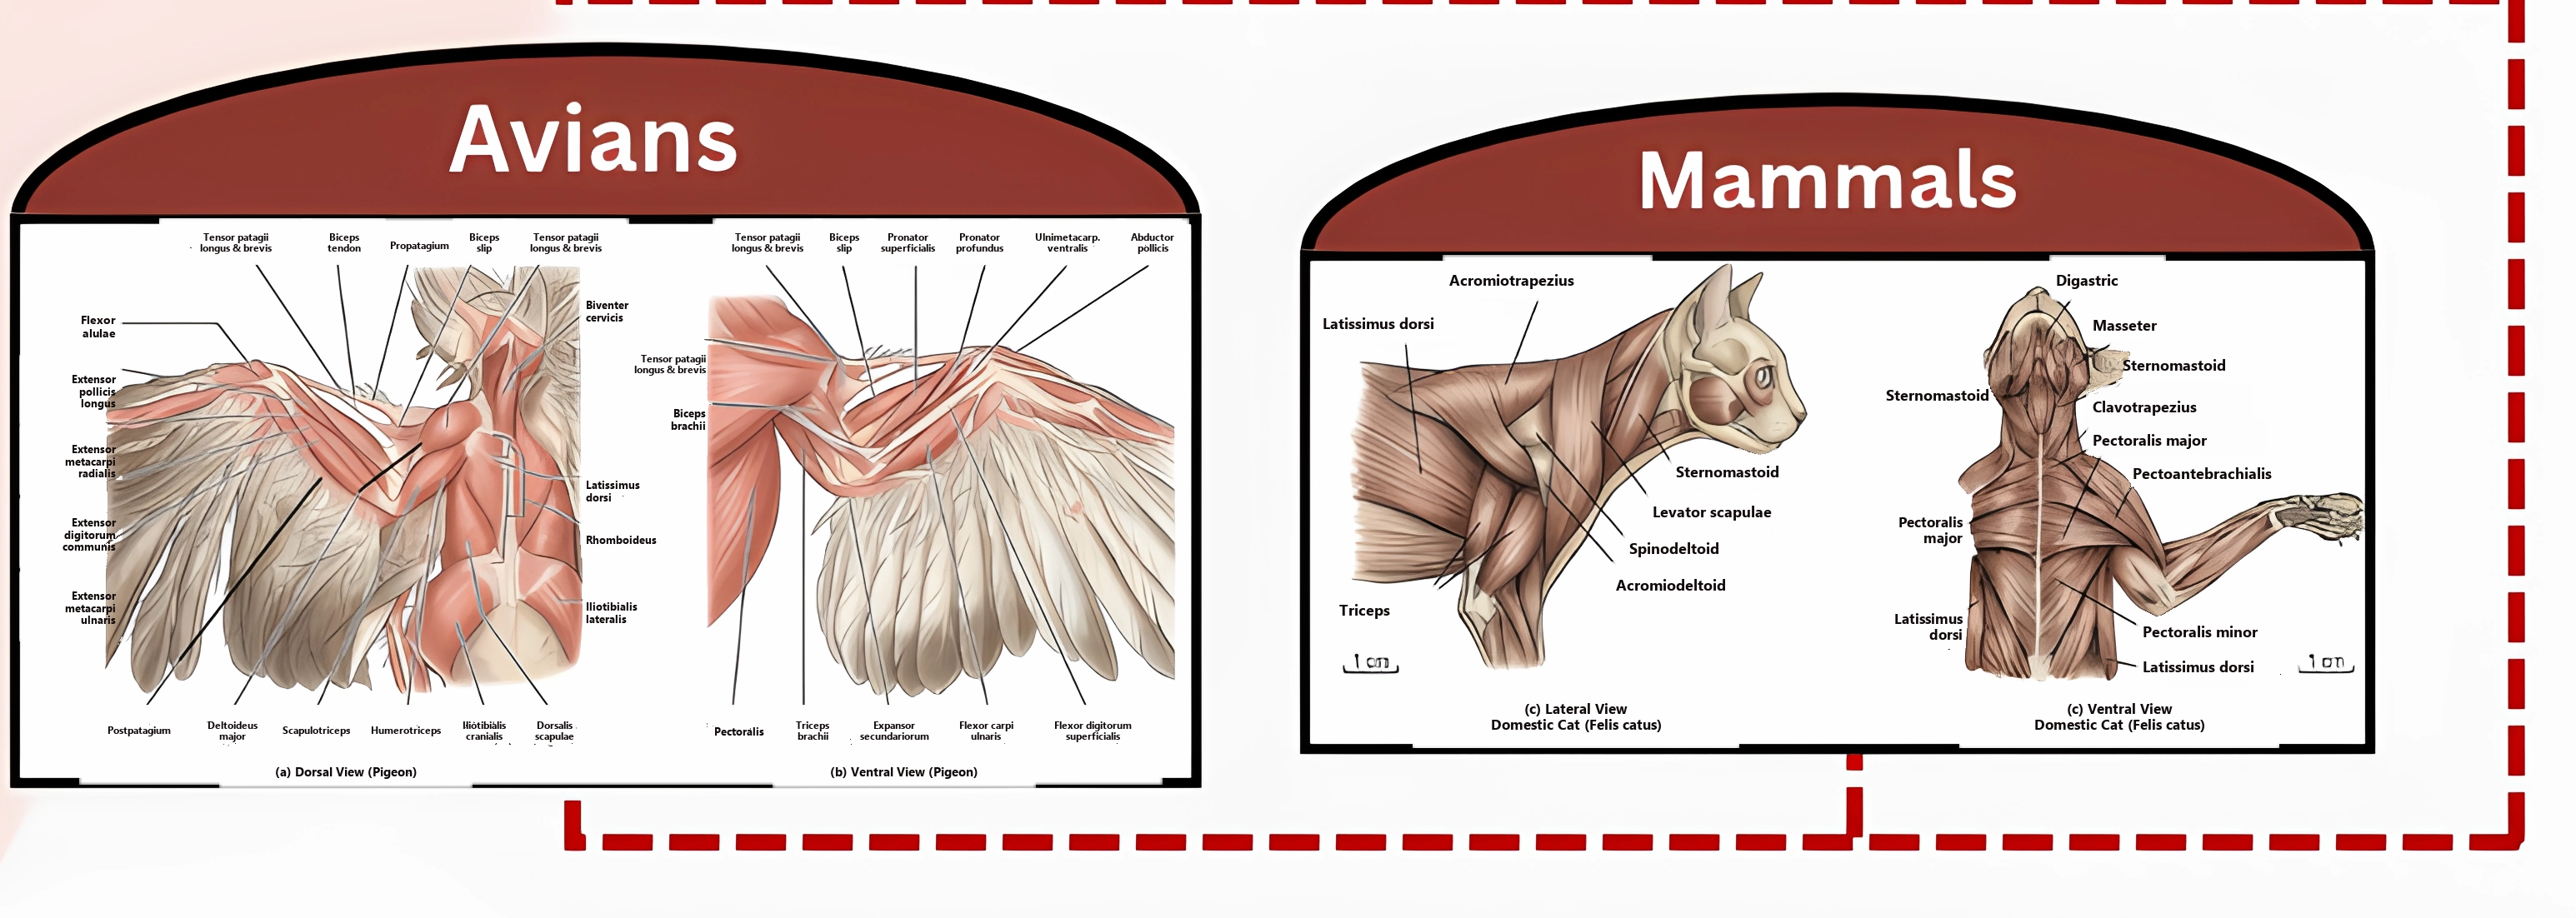 Avians
Tensor patagii
longus & brevis
Biceps
tendon
Propatagium
Biceps
slip
Tensor patagii
longus & brevis
Flexor
alulae
Extensor
pollicis
longus
Extensor
metacarpi
radialis
Extensor
digitorum
communis
Extensor
metacarpi
ulnaris
Biventer
cervicis
Latissimus
dorsi
Rhomboideus
Iliotibialis
lateralis
Postpatagium
Deltoideus
major
Scapulotriceps
Humerotriceps
Iliotibialis
cranialis
Dorsalis
scapulae
(a) Dorsal View (Pigeon)
Tensor patagii
longus & brevis
Biceps
slip
Pronator
superficialis
Pronator
profundus
Ulnimetacarp.
ventralis
Abductor
pollicis
Tensor patagii
longus & brevis
Biceps
brachii
Pectoralis
Triceps
brachii
Expansor
secundariorum
Flexor carpi
ulnaris
Flexor digitorum
superficialis
(b) Ventral View (Pigeon)
Mammals
Acromiotrapezius
Latissimus dorsi
Sternomastoid
Levator scapulae
Spinodeltoid
Acromiodeltoid
Triceps
(c) Lateral View
Domestic Cat (Felis catus)
Digastric
Masseter
Sternomastoid
Sternomastoid
Clavotrapezius
Pectoralis major
Pectoantebrachialis
Pectoralis
major
Latissimus
dorsi
Pectoralis minor
Latissimus dorsi
(c) Ventral View
Domestic Cat (Felis catus)